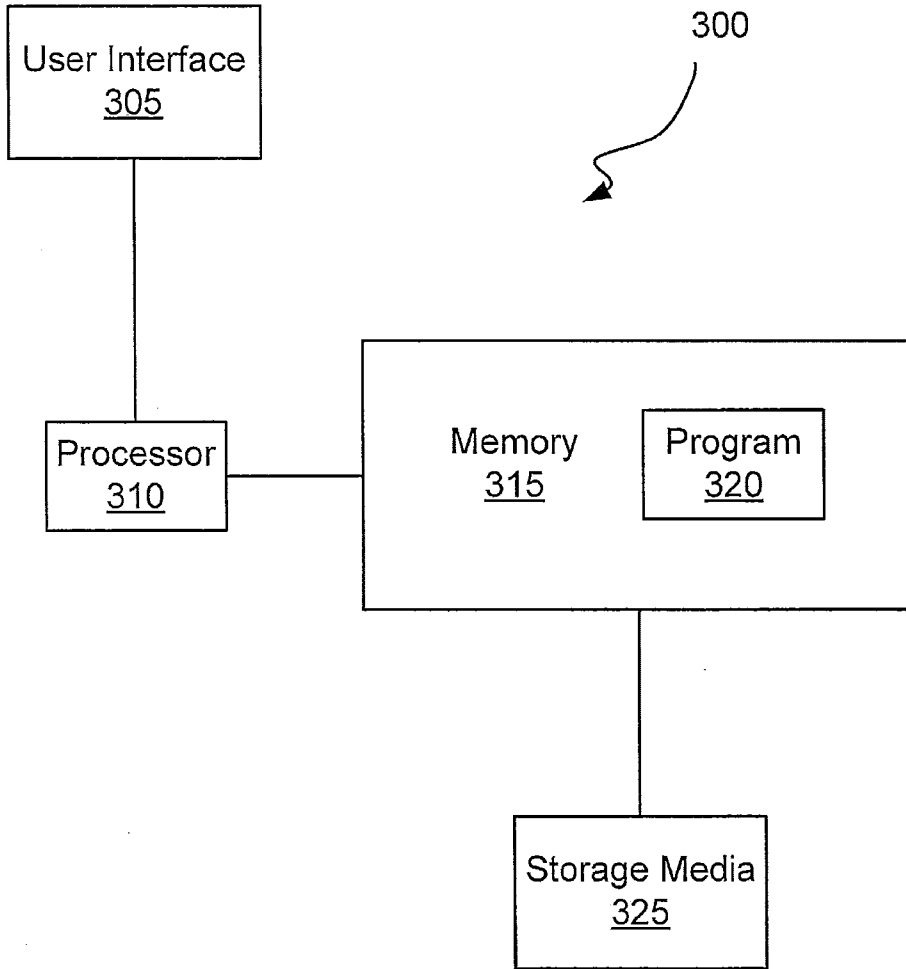 300
User Interface
305
Processor
310
Memory
315
Program
320
Storage Media
325